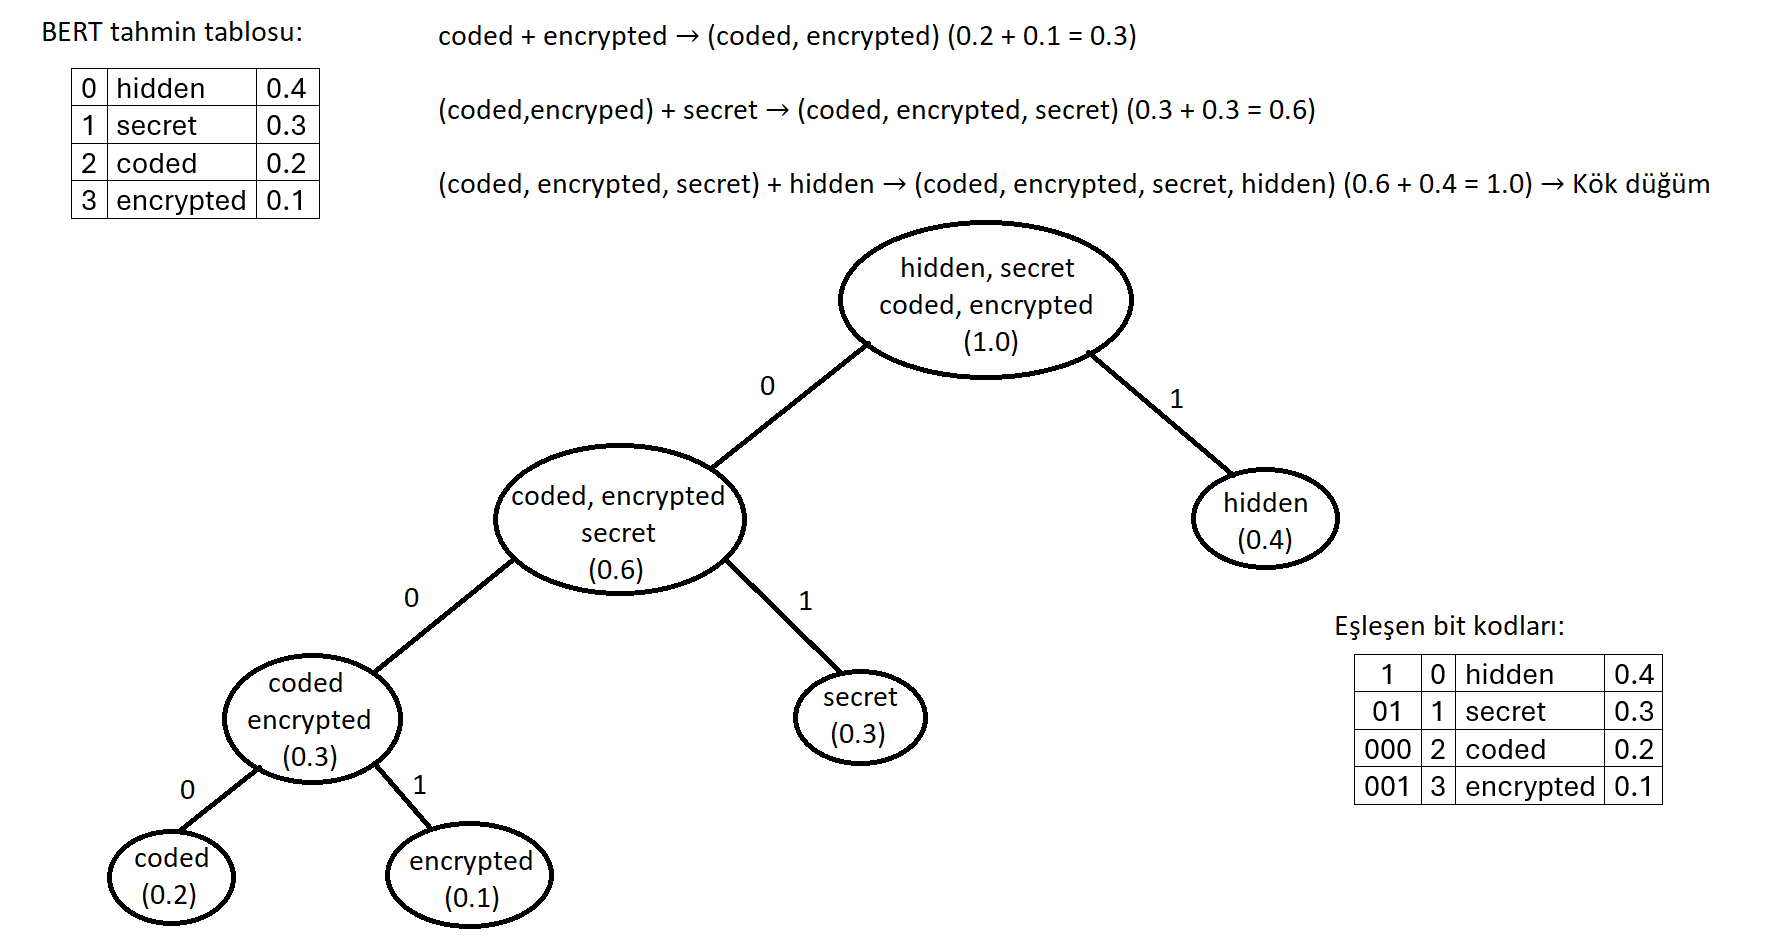 BERT tahmin tablosu:
0 hidden 0.4
1 secret 0.3
2 coded 0.2
3 encrypted 0.1
coded + encrypted → (coded, encrypted) (0.2 + 0.1 = 0.3)
(coded,encryped) + secret → (coded, encrypted, secret) (0.3 + 0.3 = 0.6)
(coded, encrypted, secret) + hidden → (coded, encrypted, secret, hidden) (0.6 + 0.4 = 1.0) → Kök düğüm
hidden, secret
coded, encrypted
(1.0)
0
1
coded, encrypted
secret
(0.6)
hidden
(0.4)
0
1
coded
encrypted
(0.3)
secret
(0.3)
0
1
coded
(0.2)
encrypted
(0.1)
Eşleşen bit kodları:
1 0 hidden 0.4
01 1 secret 0.3
000 2 coded 0.2
001 3 encrypted 0.1